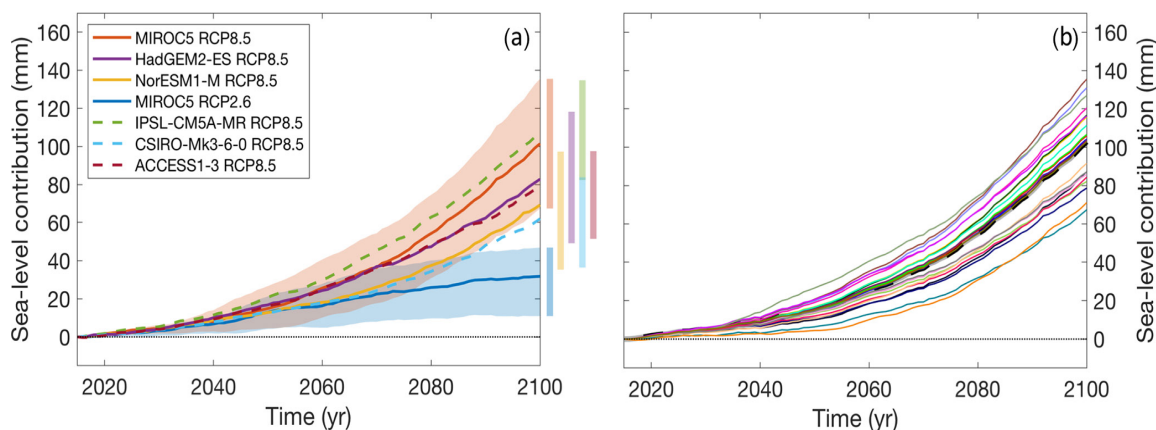 (a)
MIROC5 RCP8.5
HadGEM2-ES RCP8.5
NorESM1-M RCP8.5
MIROC5 RCP2.6
IPSL-CM5A-MR RCP8.5
CSIRO-Mk3-6-0 RCP8.5
ACCESS1-3 RCP8.5
Sea-level contribution (mm)
160
140
120
100
80
60
40
20
0
2020 2040 2060 2080 2100
Time (yr)
(b)
160
140
120
100
80
60
40
20
0
Sea-level contribution (mm)
2020 2040 2060 2080 2100
Time (yr)